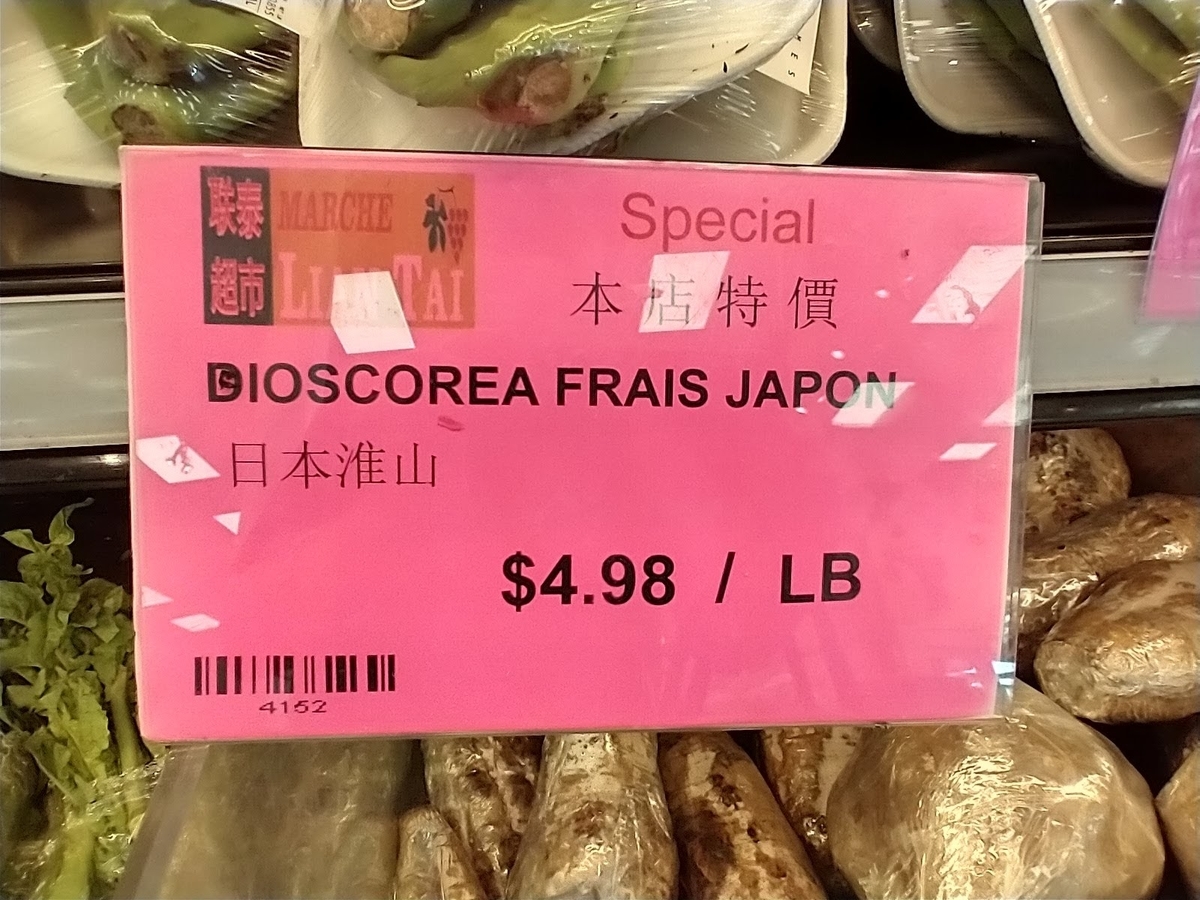 联泰
超市
MARCHE
LIAN TAI
Special
本店特價
DIOSCOREA FRAIS JAPON
日本淮山
$4.98 / LB
4152